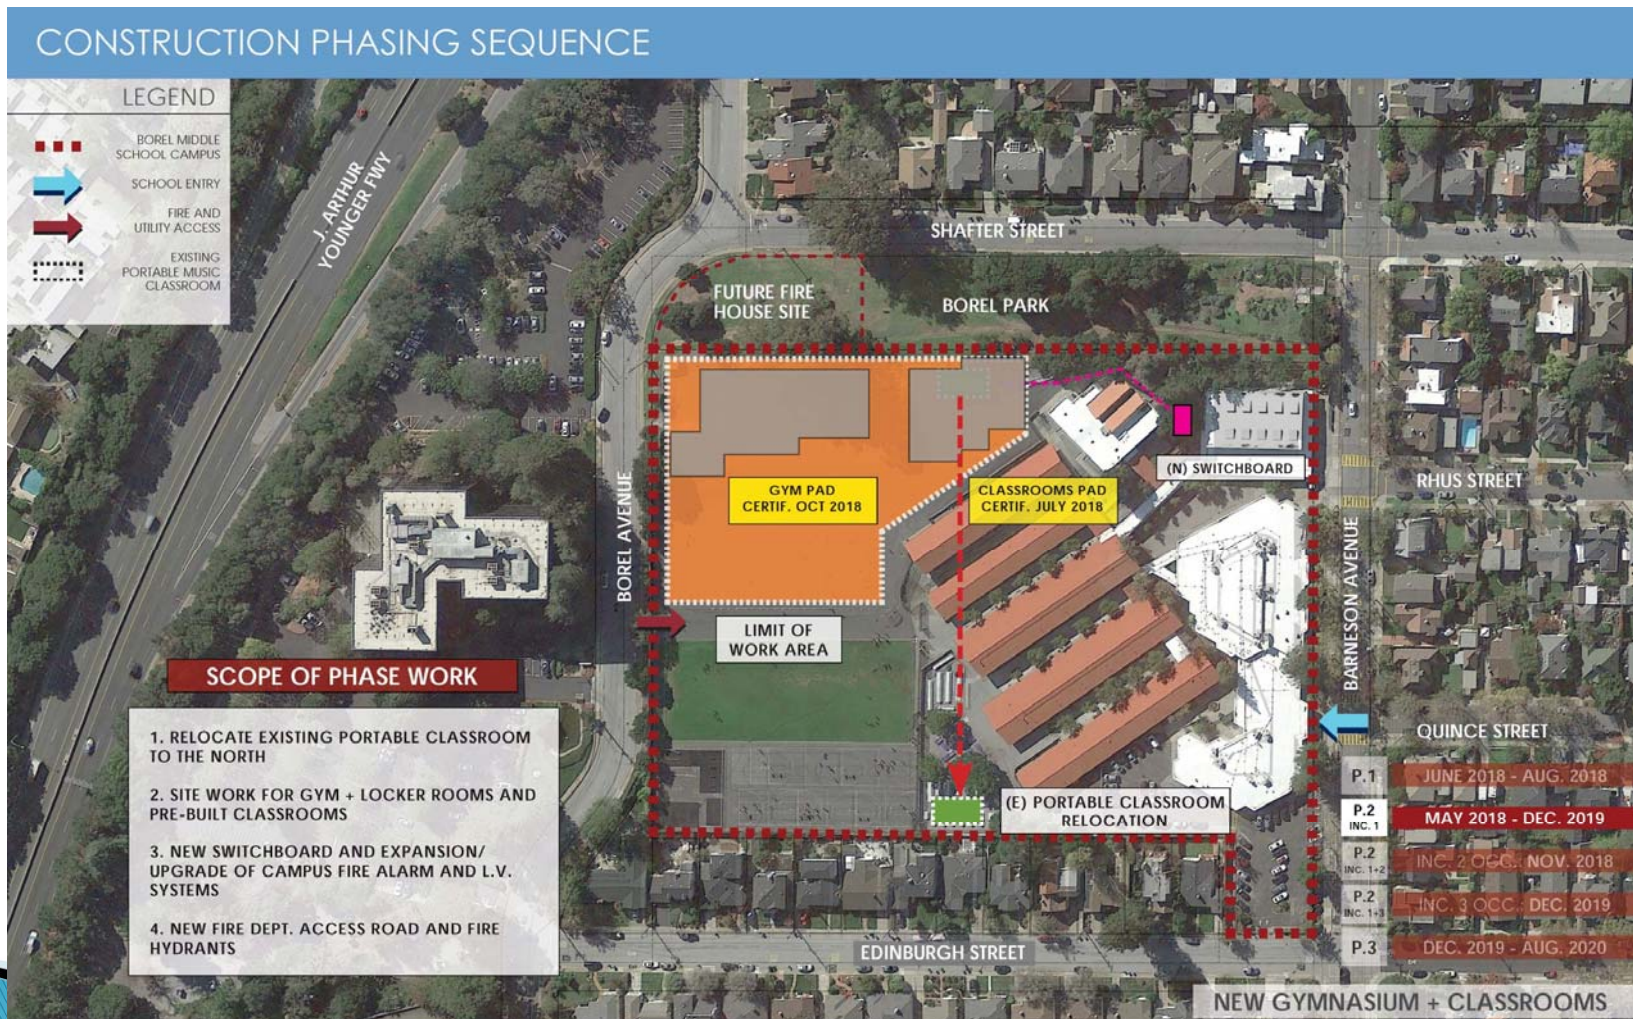 CONSTRUCTION PHASING SEQUENCE
LEGEND
BOREL MIDDLE
SCHOOL CAMPUS
SCHOOL ENTRY
FIRE AND
UTILITY ACCESS
EXISTING
PORTABLE MUSIC
CLASSROOM
J. ARTHUR
YOUNGER FWY
SHAFTER STREET
FUTURE FIRE
HOUSE SITE
BOREL PARK
(N) SWITCHBOARD
RHUS STREET
GYM PAD
CERTIF. OCT 2018
CLASSROOMS PAD
CERTIF. JULY 2018
BOREL AVENUE
BARNESON AVENUE
LIMIT OF
WORK AREA
SCOPE OF PHASE WORK
1. RELOCATE EXISTING PORTABLE CLASSROOM
TO THE NORTH
2. SITE WORK FOR GYM + LOCKER ROOMS AND
PRE-BUILT CLASSROOMS
3. NEW SWITCHBOARD AND EXPANSION/
UPGRADE OF CAMPUS FIRE ALARM AND L.V.
SYSTEMS
4. NEW FIRE DEPT. ACCESS ROAD AND FIRE
HYDRANTS
QUINCE STREET
(E) PORTABLE CLASSROOM
RELOCATION
P.1 JUNE 2018 - AUG. 2018
P.2
INC. 1
MAY 2018 - DEC. 2019
P.2
INC. 1+2
INC. 2 OCC.: NOV. 2018
P.2
INC. 1+3
INC. 3 OCC.: DEC. 2019
P.3 DEC. 2019 - AUG. 2020
EDINBURGH STREET
NEW GYMNASIUM + CLASSROOMS